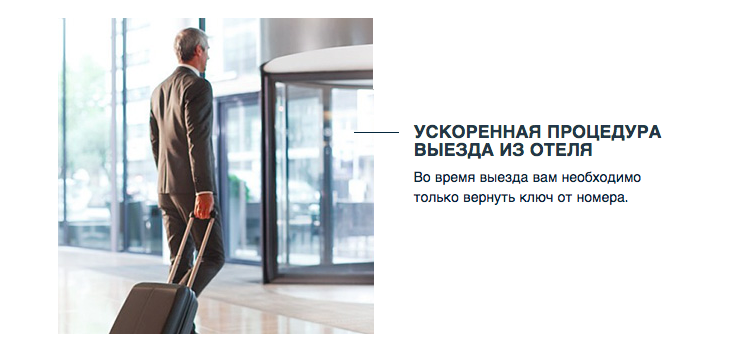 УСКОРЕННАЯ ПРОЦЕДУРА
ВЫЕЗДА ИЗ ОТЕЛЯ
Во время выезда вам необходимо
только вернуть ключ от номера.